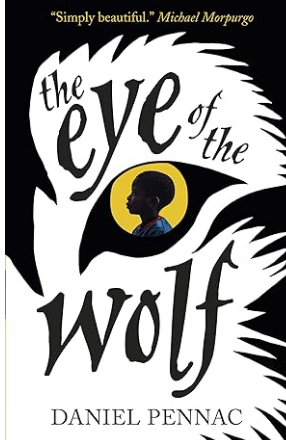 “Simply beautiful.” Michael Morpurgo
the
eye of
the
wolf
DANIEL PENNAC